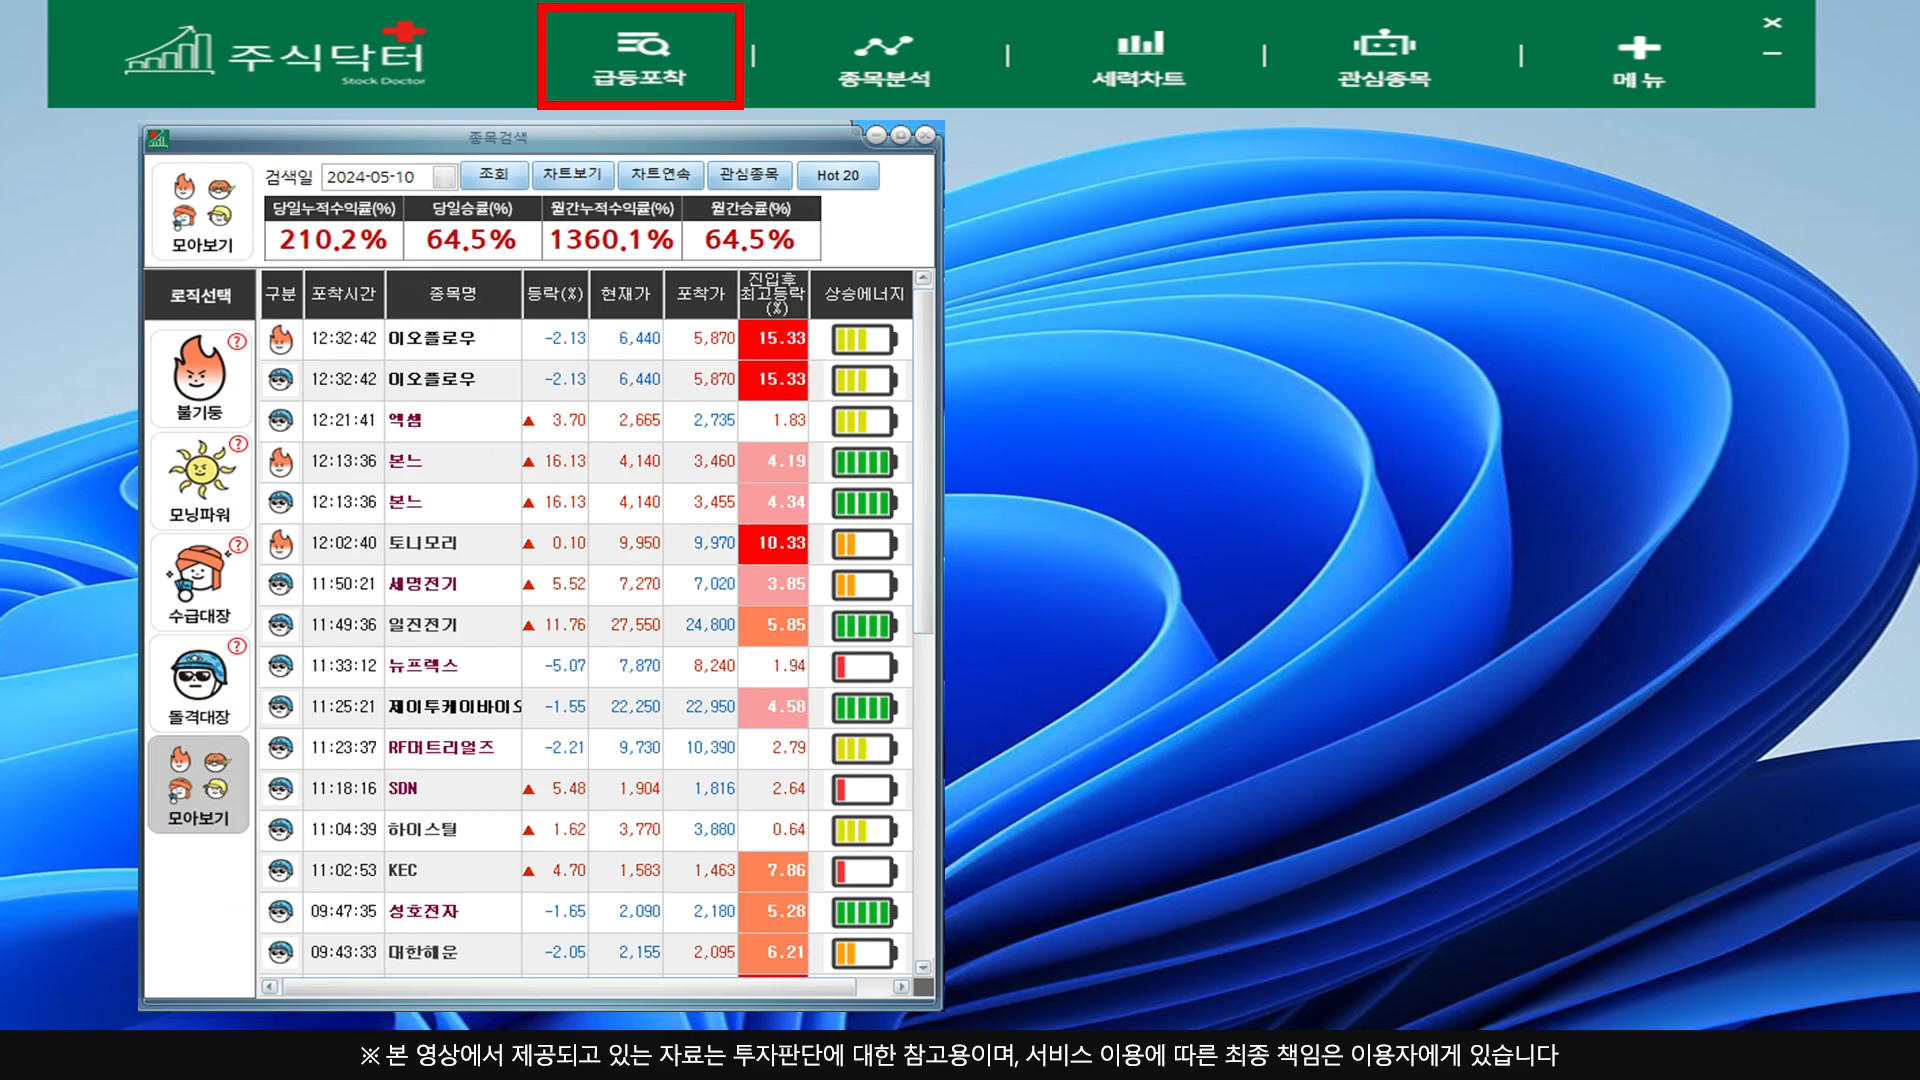 주식닥터
Stock Doctor
급등포착
종목분석
세력차트
관심종목
메뉴
종목검색
모아보기
검색일 2024-05-10 조회 차트보기 차트연속 관심종목 Hot 20
당일누적수익률(%) 당일승률(%) 월간누적수익률(%) 월간승률(%)
210.2% 64.5% 1360.1% 64.5%
로직선택
불기둥
모닝파워
수급대장
돌격대장
모아보기
구분 포착시간 종목명 등락(%) 현재가 포착가 진입후 최고등락 (%) 상승에너지
12:32:42 이오플로우 -2.13 6,440 5,870 15.33
12:32:42 이오플로우 -2.13 6,440 5,870 15.33
12:21:41 엑셈 ▲ 3.70 2,665 2,735 1.83
12:13:36 본느 ▲ 16.13 4,140 3,460 4.19
12:13:36 본느 ▲ 16.13 4,140 3,455 4.34
12:02:40 토니모리 ▲ 0.10 9,950 9,970 10.33
11:50:21 세명전기 ▲ 5.52 7,270 7,020 3.85
11:49:36 일진전기 ▲ 11.76 27,550 24,800 5.85
11:33:12 뉴프렉스 -5.07 7,870 8,240 1.94
11:25:21 제이투케이바이오 -1.55 22,250 22,950 4.58
11:23:37 RF머트리얼즈 -2.21 9,730 10,390 2.79
11:18:16 SDN ▲ 5.48 1,904 1,816 2.64
11:04:39 하이스틸 ▲ 1.62 3,770 3,880 0.64
11:02:53 KEC ▲ 4.70 1,583 1,463 7.86
09:47:35 성호전자 -1.65 2,090 2,180 5.28
09:43:33 대한해운 -2.05 2,155 2,095 6.21
※ 본 영상에서 제공되고 있는 자료는 투자판단에 대한 참고용이며, 서비스 이용에 따른 최종 책임은 이용자에게 있습니다